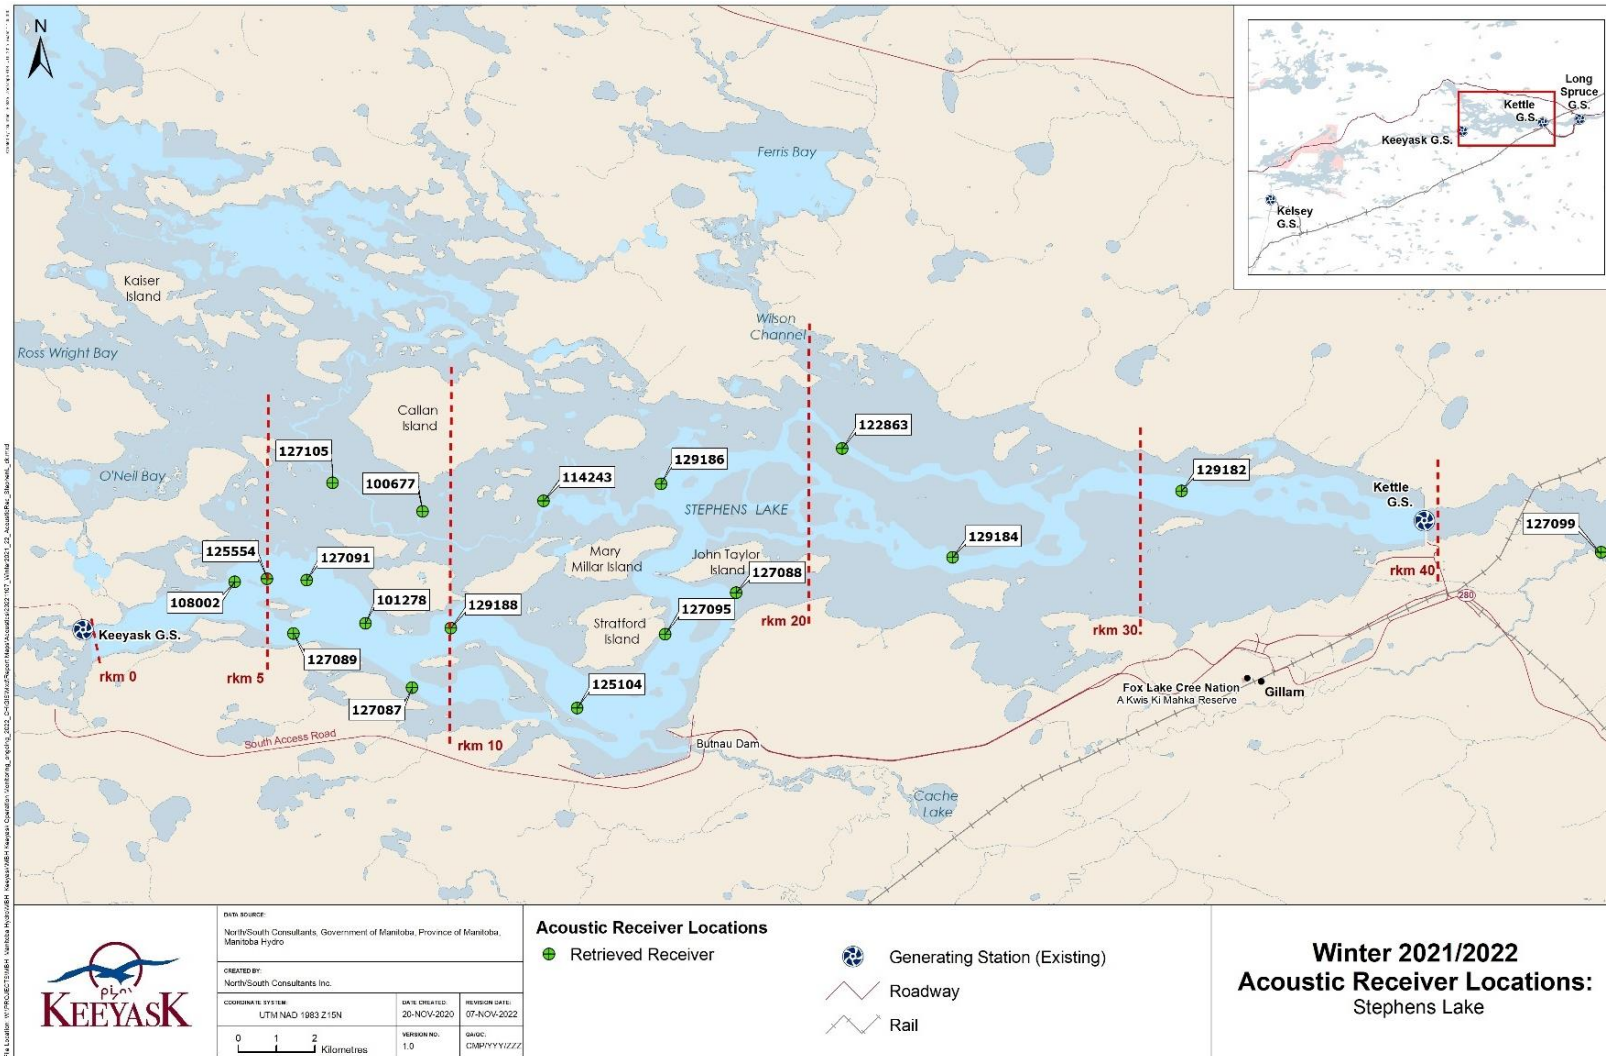 N
Ferris Bay
Long
Spruce
G.S.
Kettle
G.S.
Keeyask G.S.
Kelsey
G.S.
Kaiser
Island
Wilson
Channel
Ross Wright Bay
Callan
Island
122863
127105
129186
129182
O'Neil Bay
100677
114243
Kettle
G.S.
STEPHENS LAKE
127099
129184
125554
127091
Mary
Millar Island
John Taylor
Island
127088
rkm 40
108002
101278
129188
127095
280
Keeyask G.S.
Stratford
Island
rkm 20
rkm 30
127089
rkm 0
rkm 5
125104
Fox Lake Cree Nation
A Kwis Ki Mahka Reserve
Gillam
127087
South Access Road
rkm 10
Butnau Dam
Cache
Lake
KEEYASK
DATA SOURCE:
North/South Consultants, Government of Manitoba, Province of Manitoba,
Manitoba Hydro
CREATED BY:
North/South Consultants Inc.
COORDINATE SYSTEM:
UTM NAD 1983 Z15N
DATE CREATED:
20-NOV-2020
REVISION DATE:
07-NOV-2022
0 1 2
Kilometres
VERSION NO.
1.0
QA/QC:
CMP/YYY/ZZZ
Acoustic Receiver Locations
Retrieved Receiver
Generating Station (Existing)
Roadway
Rail
Winter 2021/2022
Acoustic Receiver Locations:
Stephens Lake